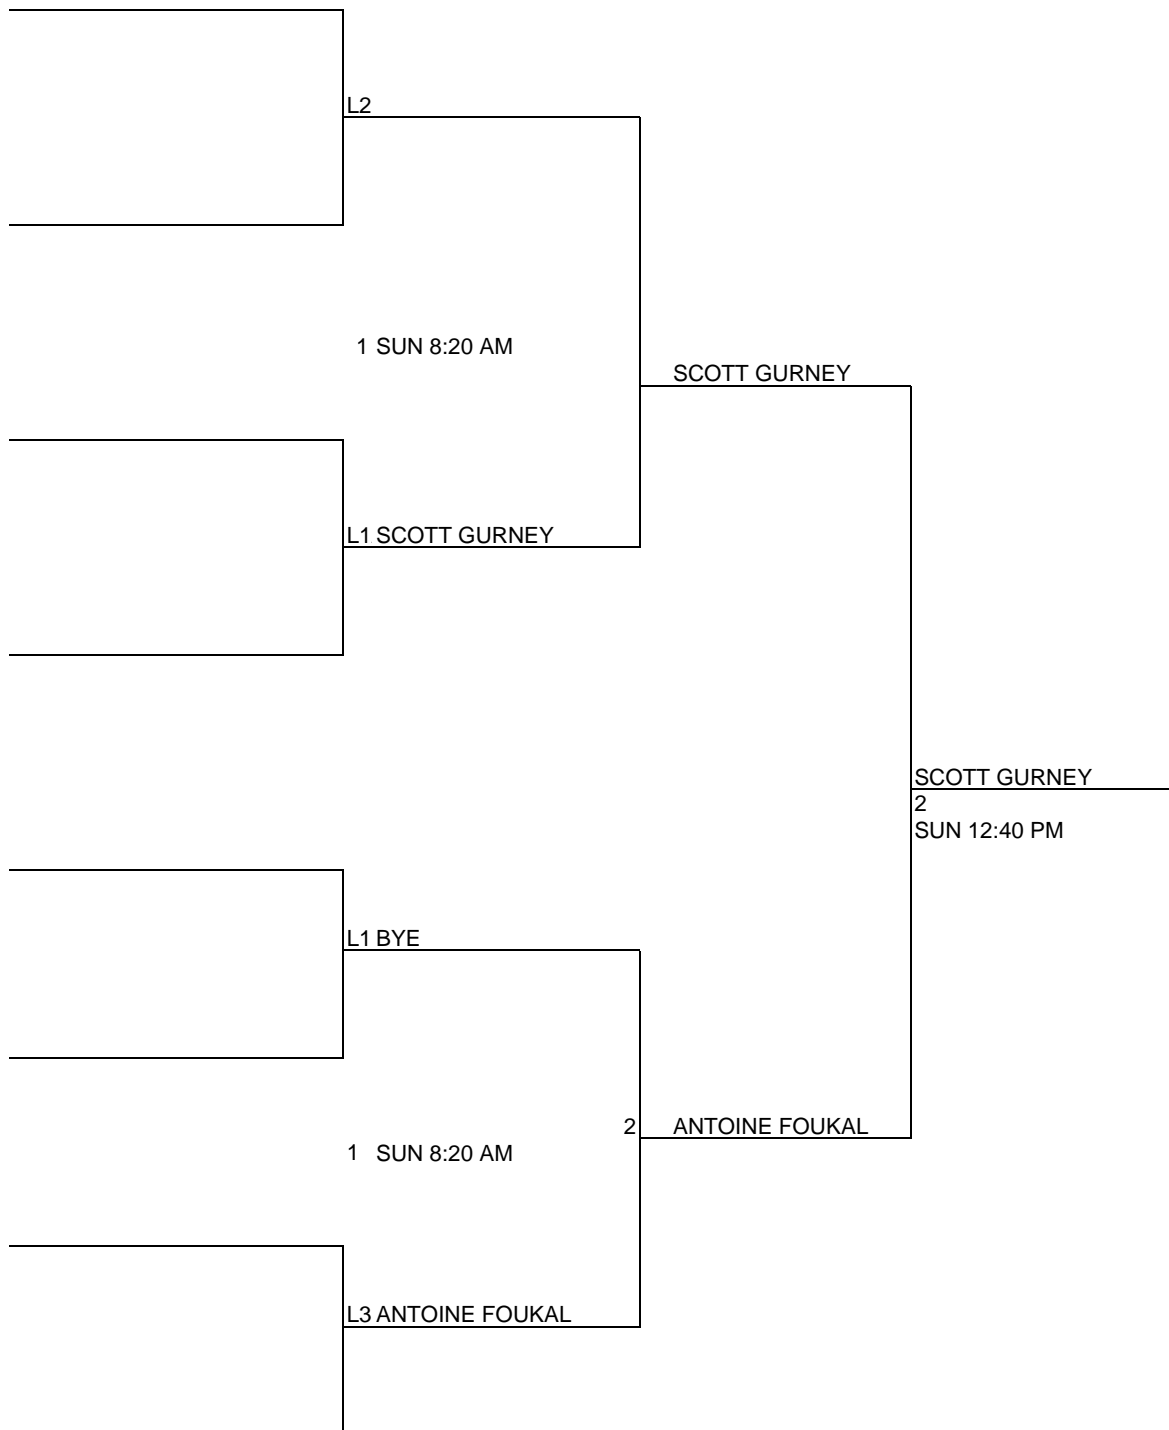 L2
1 SUN 8:20 AM
SCOTT GURNEY
L1 SCOTT GURNEY
SCOTT GURNEY
2
SUN 12:40 PM
L1 BYE
2 ANTOINE FOUKAL
1 SUN 8:20 AM
L3 ANTOINE FOUKAL